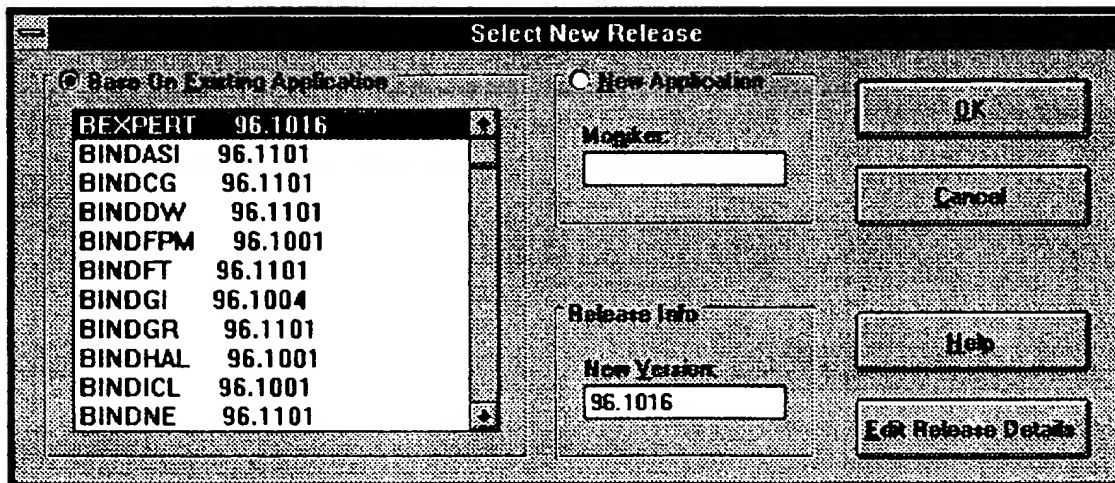 Select New Release
Base On Existing Application
BEXPERT 96.1016
BINDASI 96.1101
BINDCG 96.1101
BINDDW 96.1101
BINDFPM 96.1001
BINDFT 96.1101
BINDGI 96.1004
BINDGR 96.1101
BINDHAL 96.1001
BINDICL 96.1001
BINDNE 96.1101
New Application
Moniker:
Release Info
New Version:
96.1016
OK
Cancel
Help
Edit Release Details